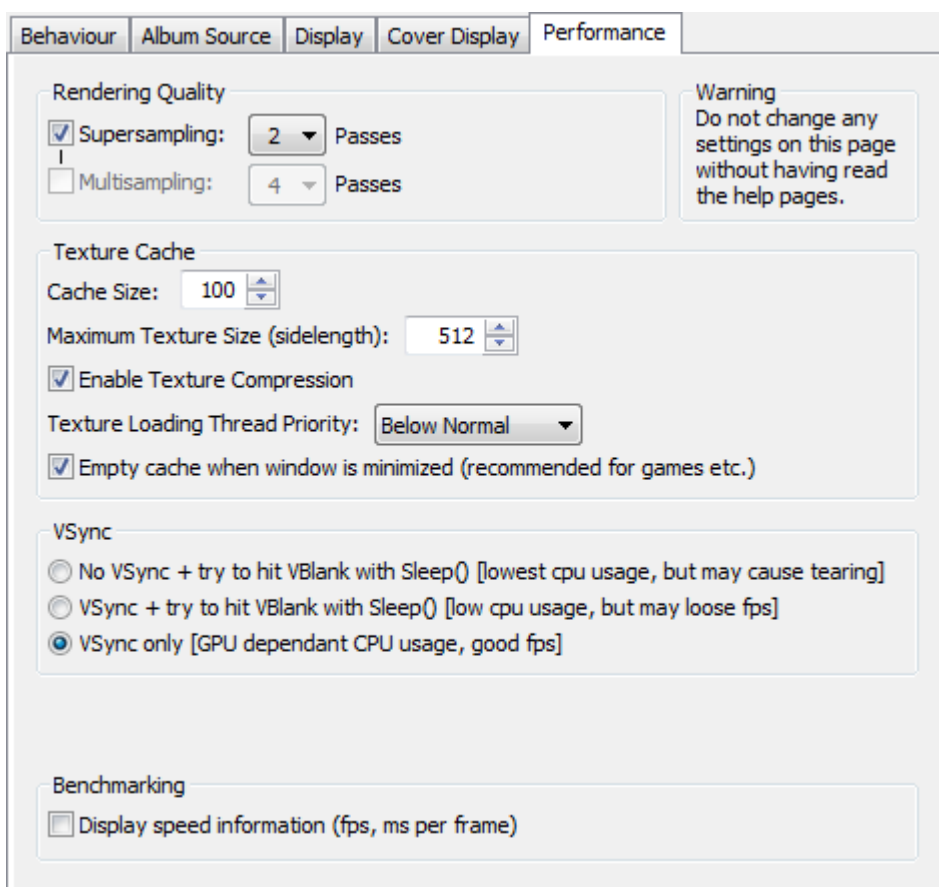 Behaviour Album Source Display Cover Display Performance
Rendering Quality
Supersampling: 2 Passes
Multisampling: 4 Passes
Warning
Do not change any
settings on this page
without having read
the help pages.
Texture Cache
Cache Size: 100
Maximum Texture Size (sidelength): 512
Enable Texture Compression
Texture Loading Thread Priority: Below Normal
Empty cache when window is minimized (recommended for games etc.)
VSync
No VSync + try to hit VBlank with Sleep() [lowest cpu usage, but may cause tearing]
VSync + try to hit VBlank with Sleep() [low cpu usage, but may loose fps]
VSync only [GPU dependant CPU usage, good fps]
Benchmarking
Display speed information (fps, ms per frame)